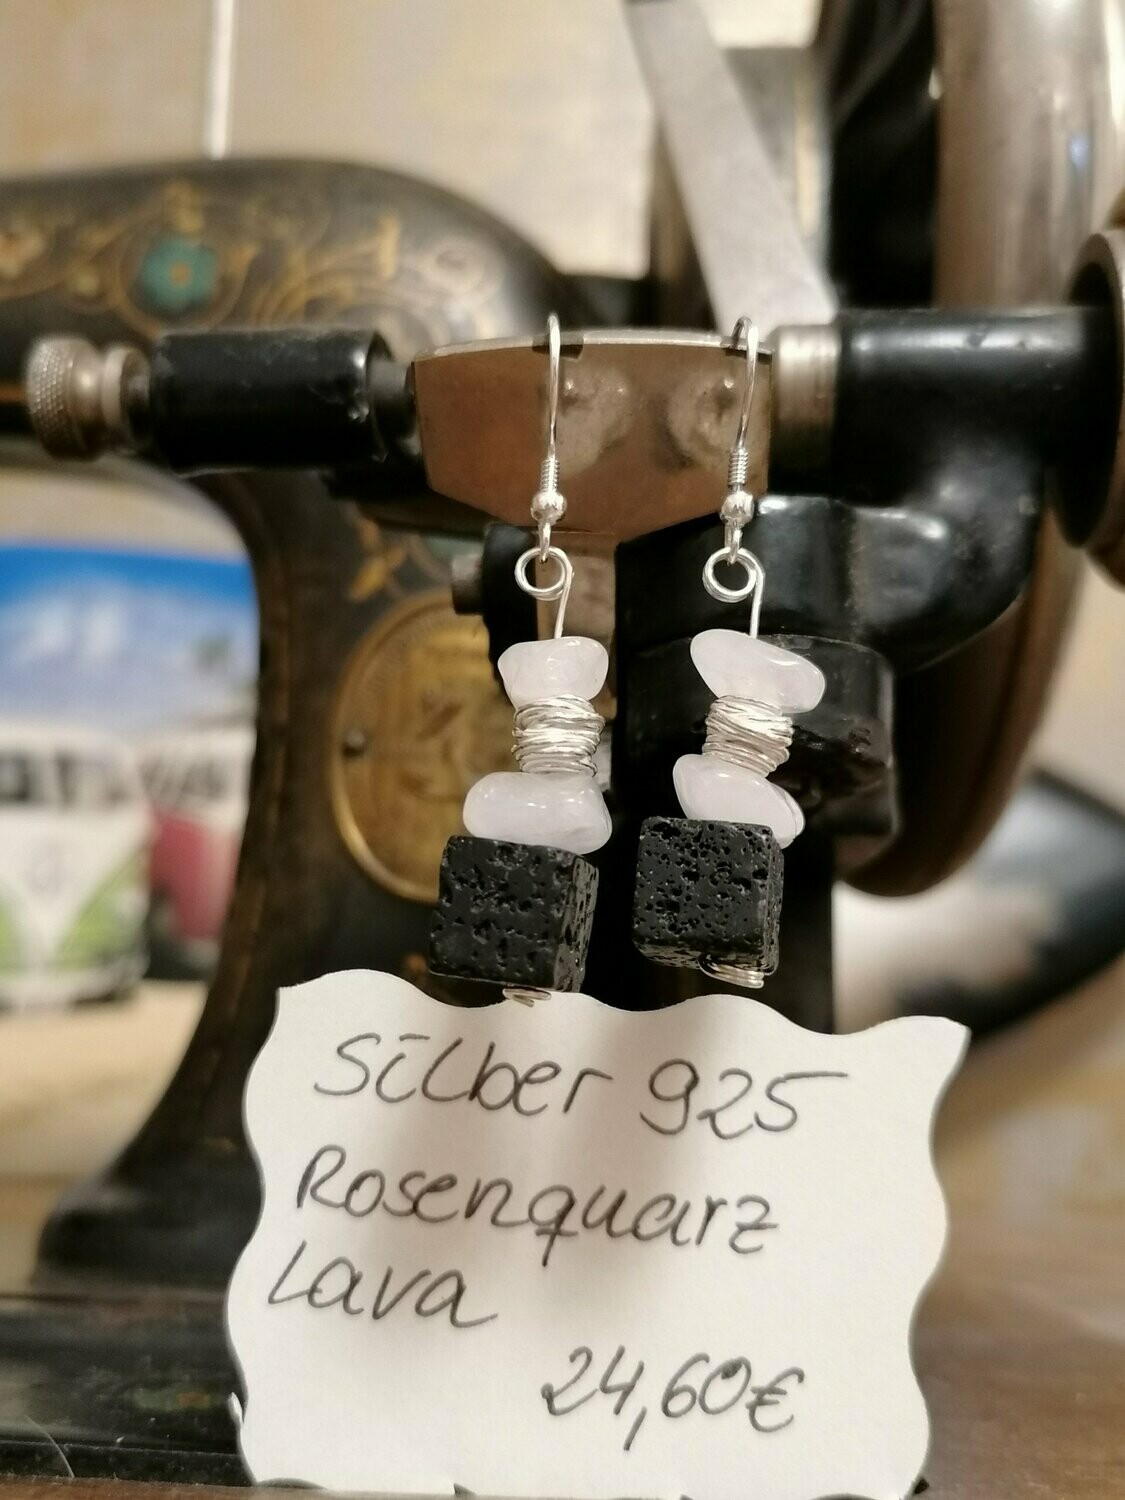 Silber 925
Rosenquarz
Lava
24,60€